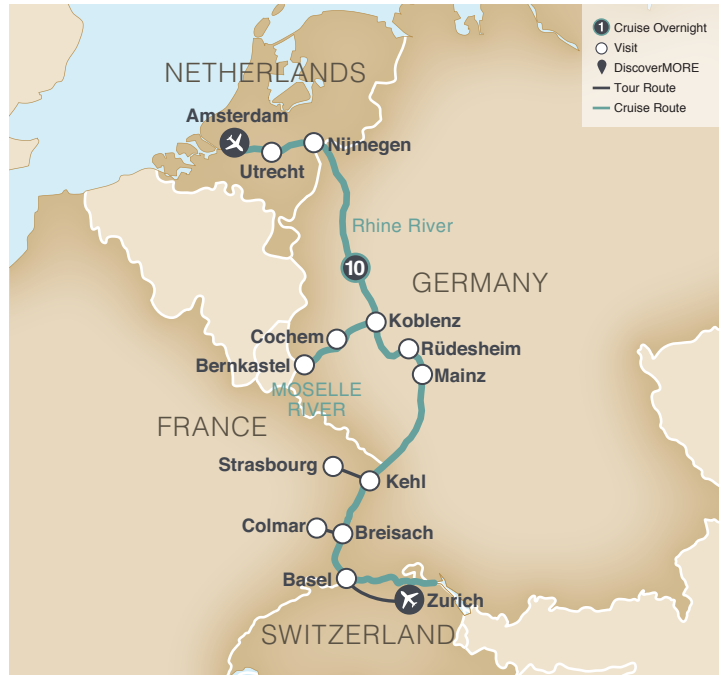 1 Cruise Overnight
Visit
DiscoverMORE
Tour Route
Cruise Route
NETHERLANDS
Amsterdam
Utrecht
Nijmegen
Rhine River
10
GERMANY
Koblenz
Cochem
Rüdesheim
Bernkastel
Mainz
MOSELLE
RIVER
FRANCE
Strasbourg
Kehl
Colmar
Breisach
Basel
Zurich
SWITZERLAND